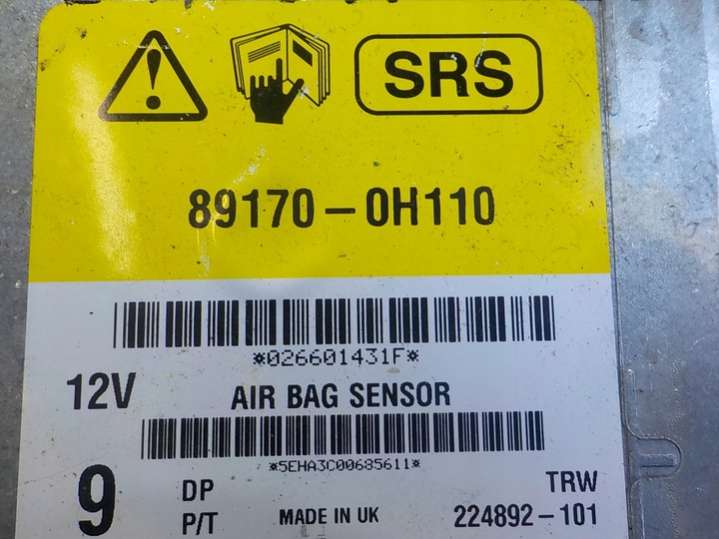 SRS
89170-0H110
*026601431F*
12V AIR BAG SENSOR
*5EHA3C00685611*
9 DP TRW
P/T MADE IN UK 224892-101